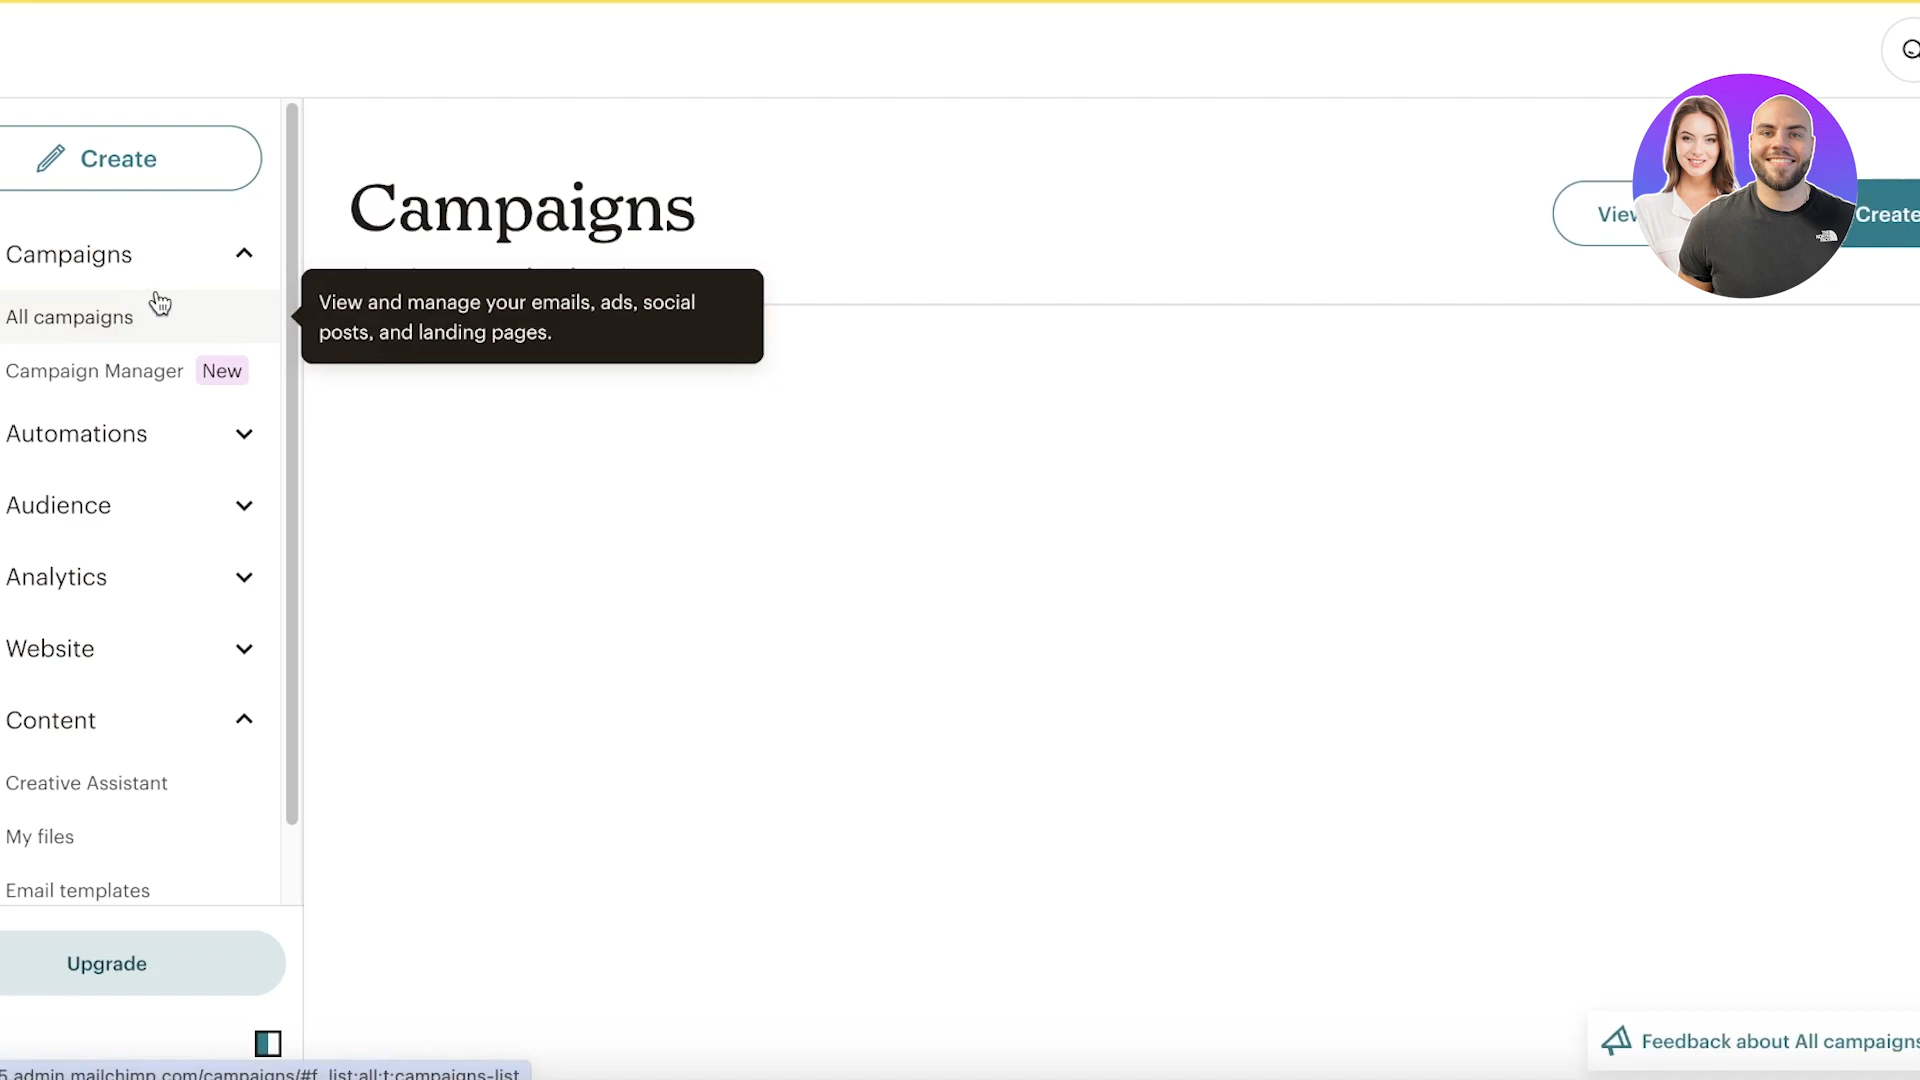 Create
Campaigns
All campaigns
Campaign Manager New
Automations
Audience
Analytics
Website
Content
Creative Assistant
My files
Email templates
Upgrade
Campaigns
Create
View and manage your emails, ads, social
posts, and landing pages.
Feedback about All campaigns
5.admin.mailchimp.com/campaigns/#f_list:all;t:campaigns-list